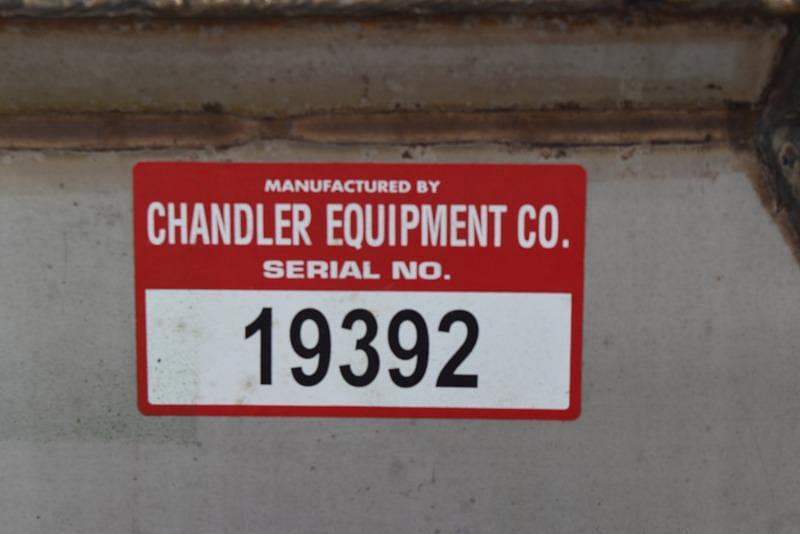 MANUFACTURED BY
CHANDLER EQUIPMENT CO.
SERIAL NO.
19392